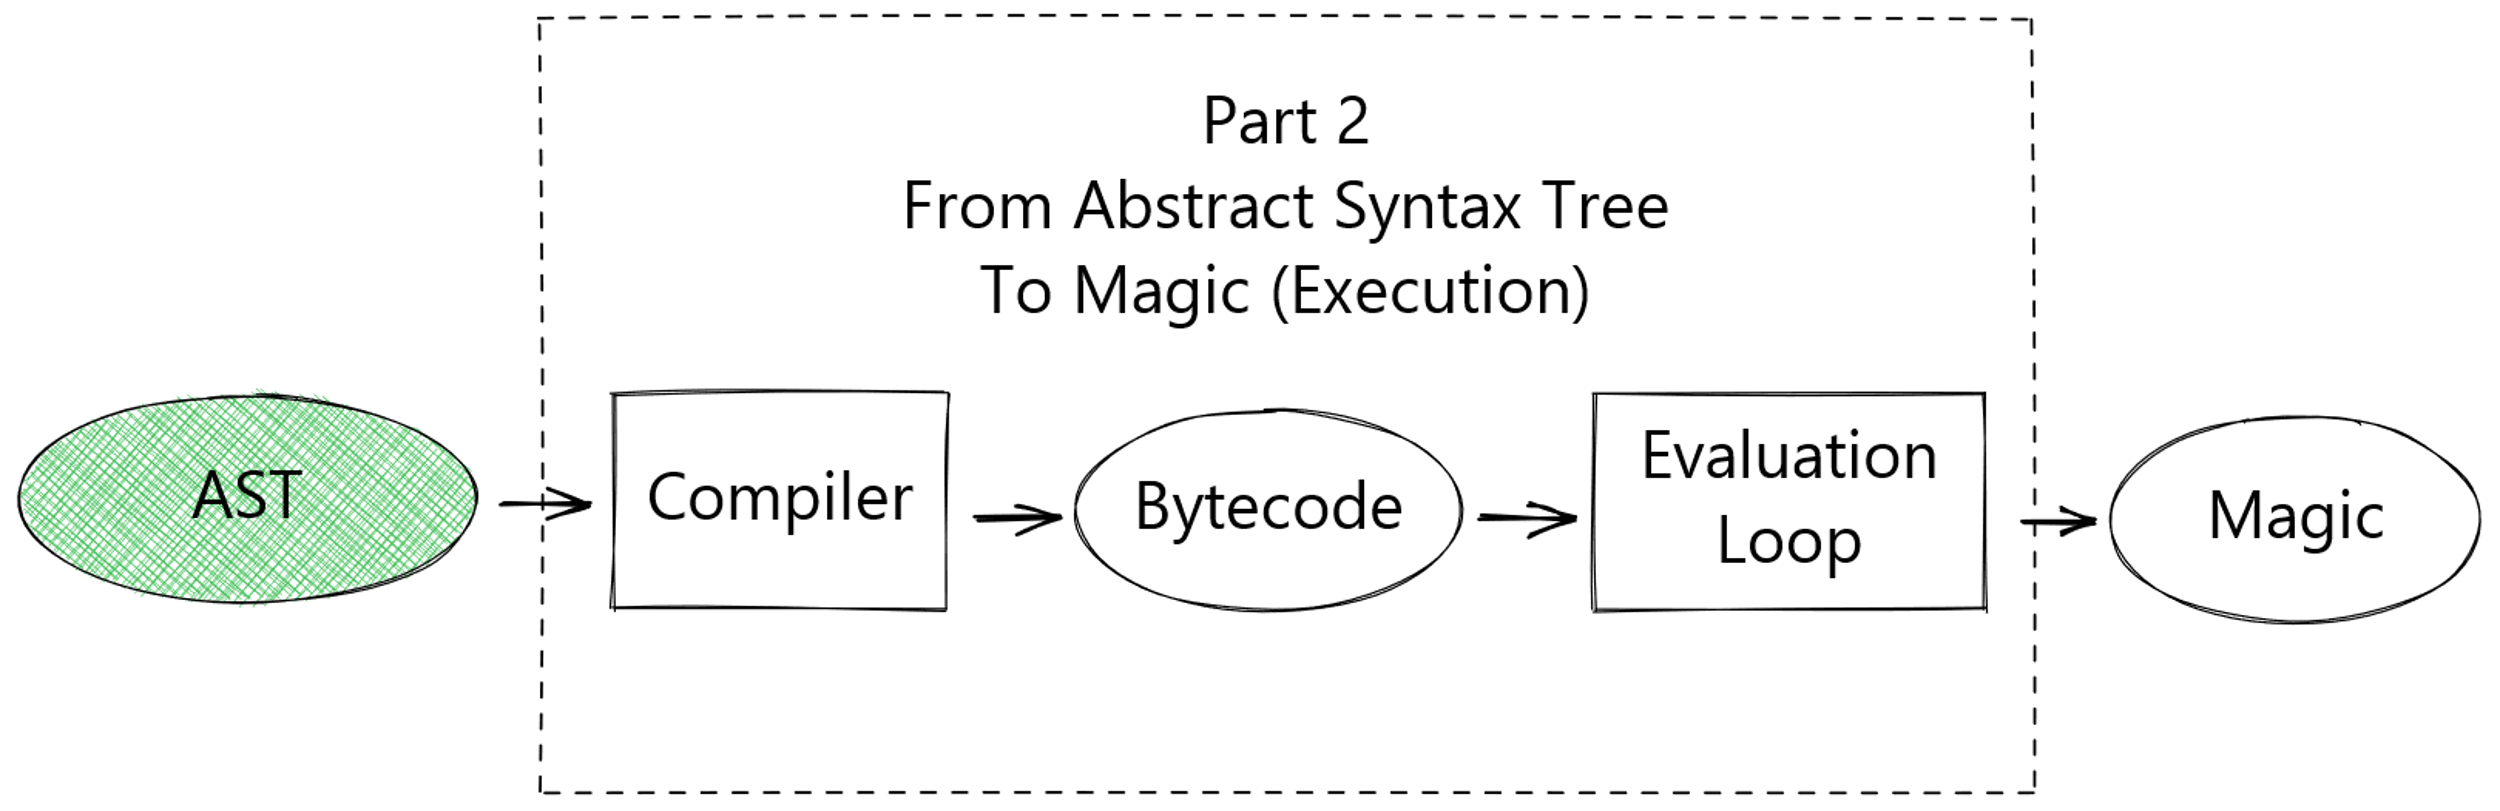 Part 2
From Abstract Syntax Tree
To Magic (Execution)
AST
Compiler
Bytecode
Evaluation
Loop
Magic